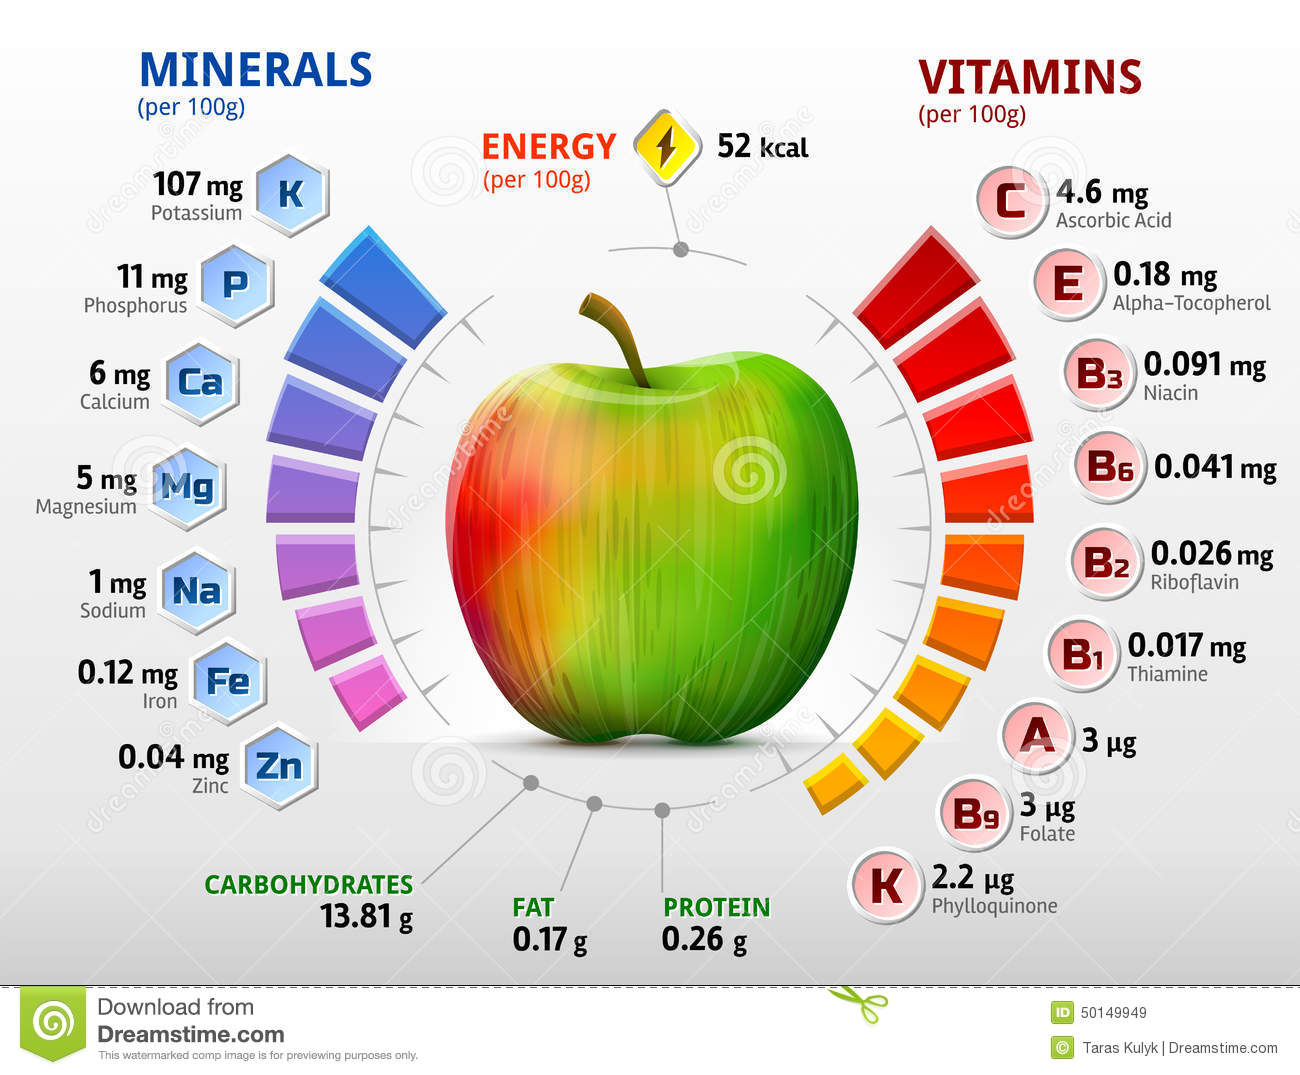 MINERALS
(per 100g)
VITAMINS
(per 100g)
ENERGY
(per 100g)
52 kcal
107 mg
Potassium
K
11 mg
Phosphorus
P
6 mg
Calcium
Ca
5 mg
Magnesium
Mg
1 mg
Sodium
Na
0.12 mg
Iron
Fe
0.04 mg
Zinc
Zn
C
4.6 mg
Ascorbic Acid
E
0.18 mg
Alpha-Tocopherol
B3
0.091 mg
Niacin
B6
0.041 mg
B2
0.026 mg
Riboflavin
B1
0.017 mg
Thiamine
A
3 µg
B9
3 µg
Folate
K
2.2 µg
Phylloquinone
CARBOHYDRATES
13.81 g
FAT
0.17 g
PROTEIN
0.26 g
Download from
Dreamstime.com
This watermarked comp image is for previewing purposes only.
ID 50149949
© Taras Kulyk | Dreamstime.com